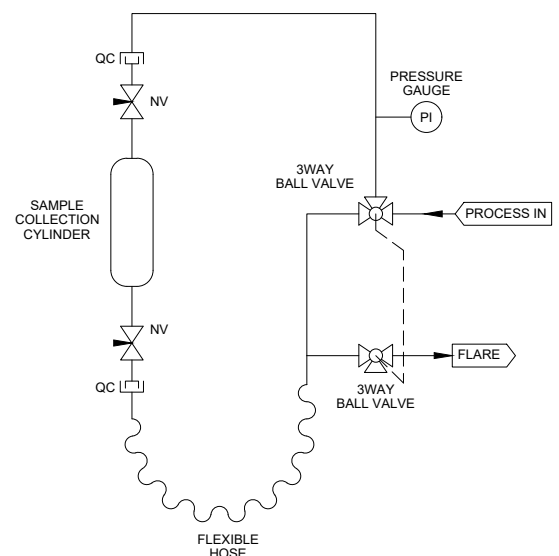 QC
NV
PRESSURE
GAUGE
PI
3WAY
BALL VALVE
SAMPLE
COLLECTION
CYLINDER
PROCESS IN
NV
FLARE
QC
3WAY
BALL VALVE
FLEXIBLE
HOSE